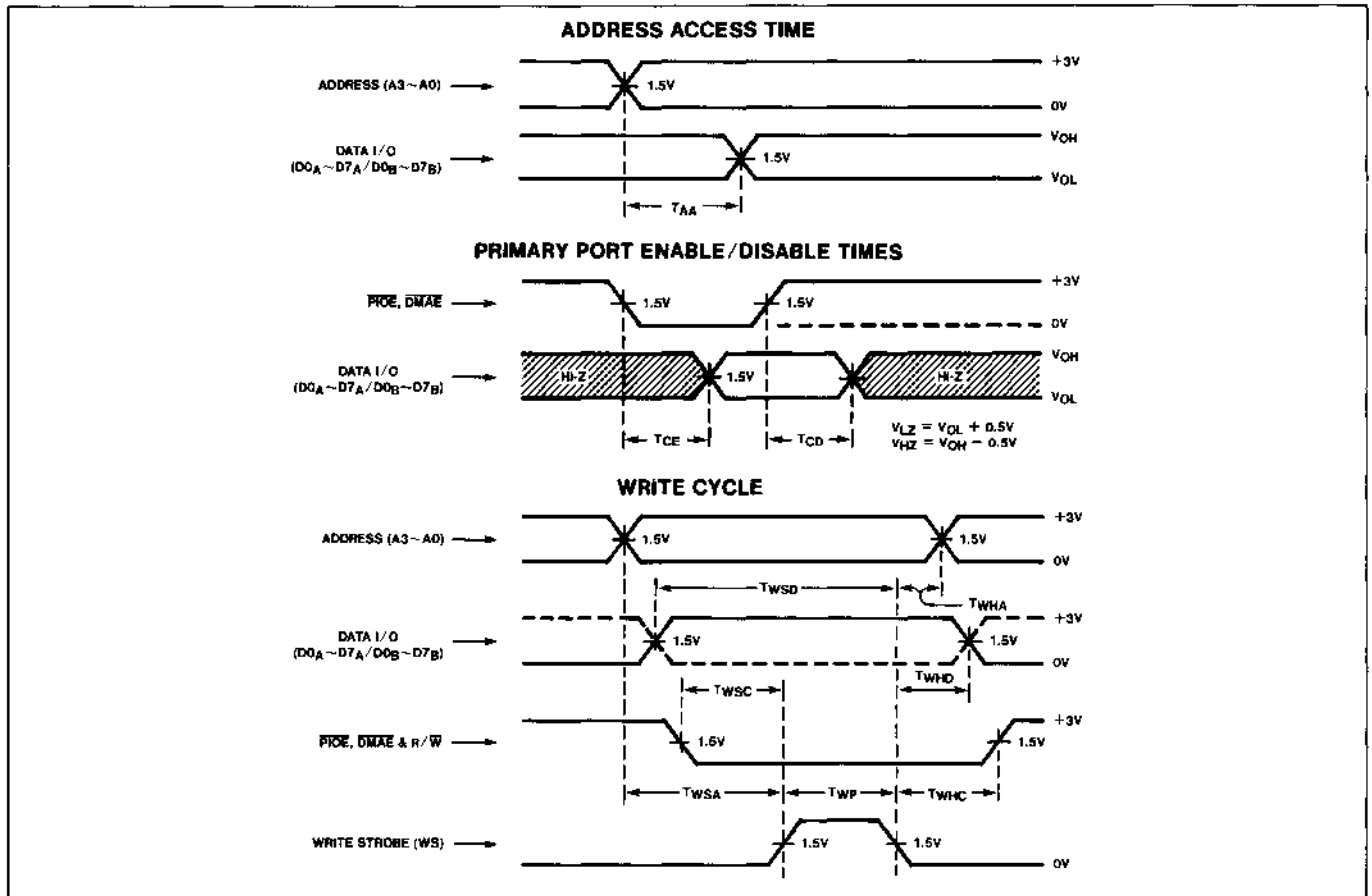 ADDRESS ACCESS TIME
ADDRESS (A3~A0)
1.5V
+3V
0V
DATA I/O
(D0A~D7A/D0B~D7B)
1.5V
VOH
VOL
TAA
PRIMARY PORT ENABLE/DISABLE TIMES
PIOE, DMAE
1.5V
1.5V
+3V
0V
DATA I/O
(D0A~D7A/D0B~D7B)
HI-Z
1.5V
HI-Z
VOH
VOL
TCE
TCD
VLZ = VOL + 0.5V
VHZ = VOH - 0.5V
WRITE CYCLE
ADDRESS (A3~A0)
1.5V
1.5V
+3V
0V
TWSD
TWHA
DATA I/O
(D0A~D7A/D0B~D7B)
1.5V
1.5V
+3V
0V
TWSC
TWHD
PIOE, DMAE & R/W
1.5V
1.5V
+3V
TWSA
TWP
TWHC
WRITE STROBE (WS)
1.5V
1.5V
0V